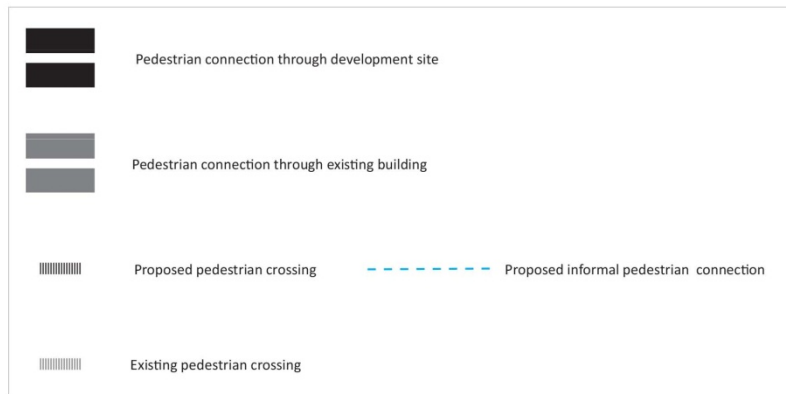 Pedestrian connection through development site
Pedestrian connection through existing building
Proposed pedestrian crossing
Proposed informal pedestrian connection
Existing pedestrian crossing